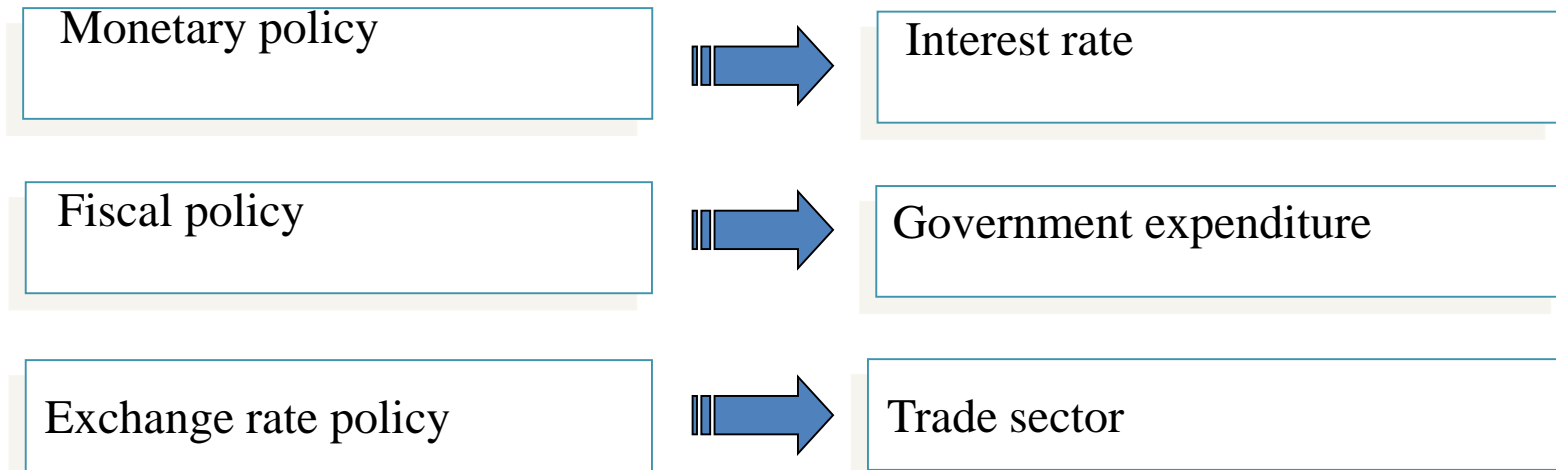 Monetary policy
Interest rate
Fiscal policy
Government expenditure
Exchange rate policy
Trade sector